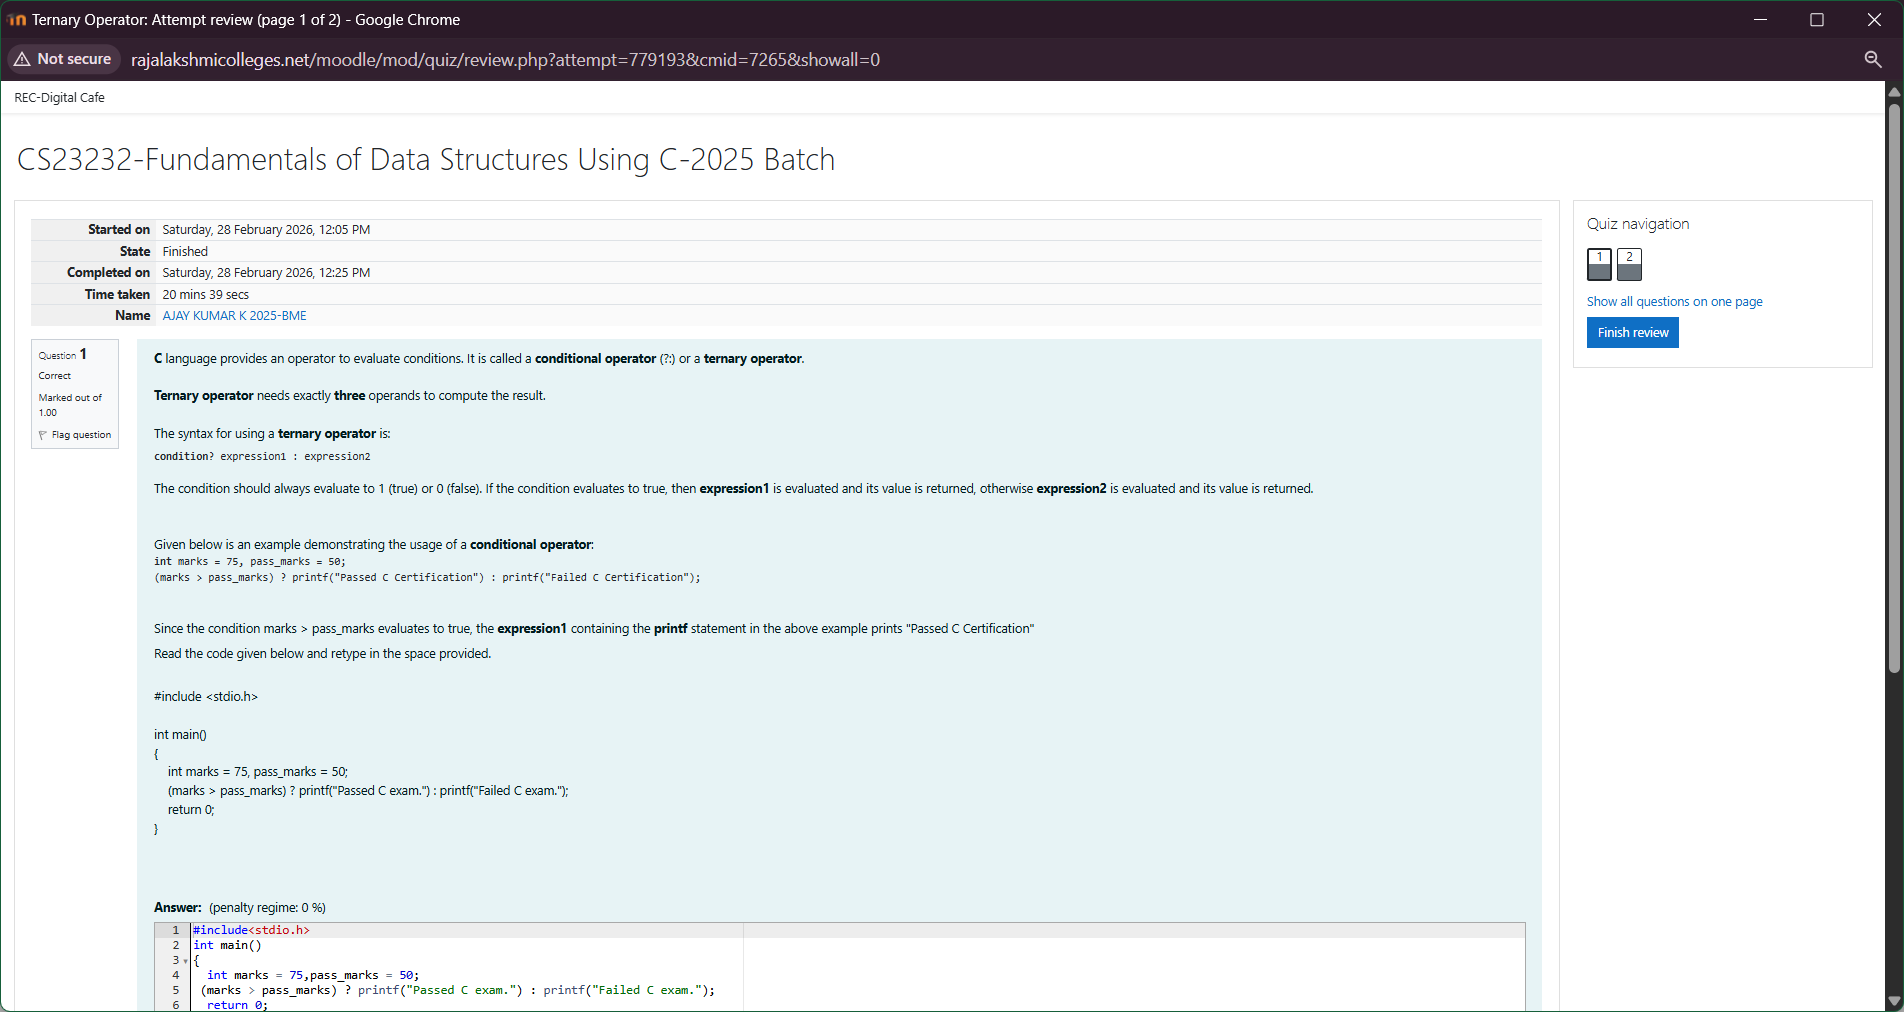 Ternary Operator: Attempt review (page 1 of 2) - Google Chrome
Not secure rajalakshmicolleges.net/moodle/mod/quiz/review.php?attempt=779193&cmid=7265&showall=0
REC-Digital Cafe
CS23232-Fundamentals of Data Structures Using C-2025 Batch
Started on Saturday, 28 February 2026, 12:05 PM
State Finished
Completed on Saturday, 28 February 2026, 12:25 PM
Time taken 20 mins 39 secs
Name AJAY KUMAR K 2025-BME
Question 1
Correct
Marked out of
1.00
Flag question
C language provides an operator to evaluate conditions. It is called a conditional operator (?:) or a ternary operator.
Ternary operator needs exactly three operands to compute the result.
The syntax for using a ternary operator is:
condition? expression1 : expression2
The condition should always evaluate to 1 (true) or 0 (false). If the condition evaluates to true, then expression1 is evaluated and its value is returned, otherwise expression2 is evaluated and its value is returned.
Given below is an example demonstrating the usage of a conditional operator:
int marks = 75, pass_marks = 50;
(marks > pass_marks) ? printf("Passed C Certification") : printf("Failed C Certification");
Since the condition marks > pass_marks evaluates to true, the expression1 containing the printf statement in the above example prints "Passed C Certification"
Read the code given below and retype in the space provided.
#include <stdio.h>
int main()
{
int marks = 75, pass_marks = 50;
(marks > pass_marks) ? printf("Passed C exam.") : printf("Failed C exam.");
return 0;
}
Answer: (penalty regime: 0 %)
1 #include<stdio.h>
2 int main()
3 {
4 int marks = 75,pass_marks = 50;
5 (marks > pass_marks) ? printf("Passed C exam.") : printf("Failed C exam.");
6 return 0;
Quiz navigation
1 2
Show all questions on one page
Finish review